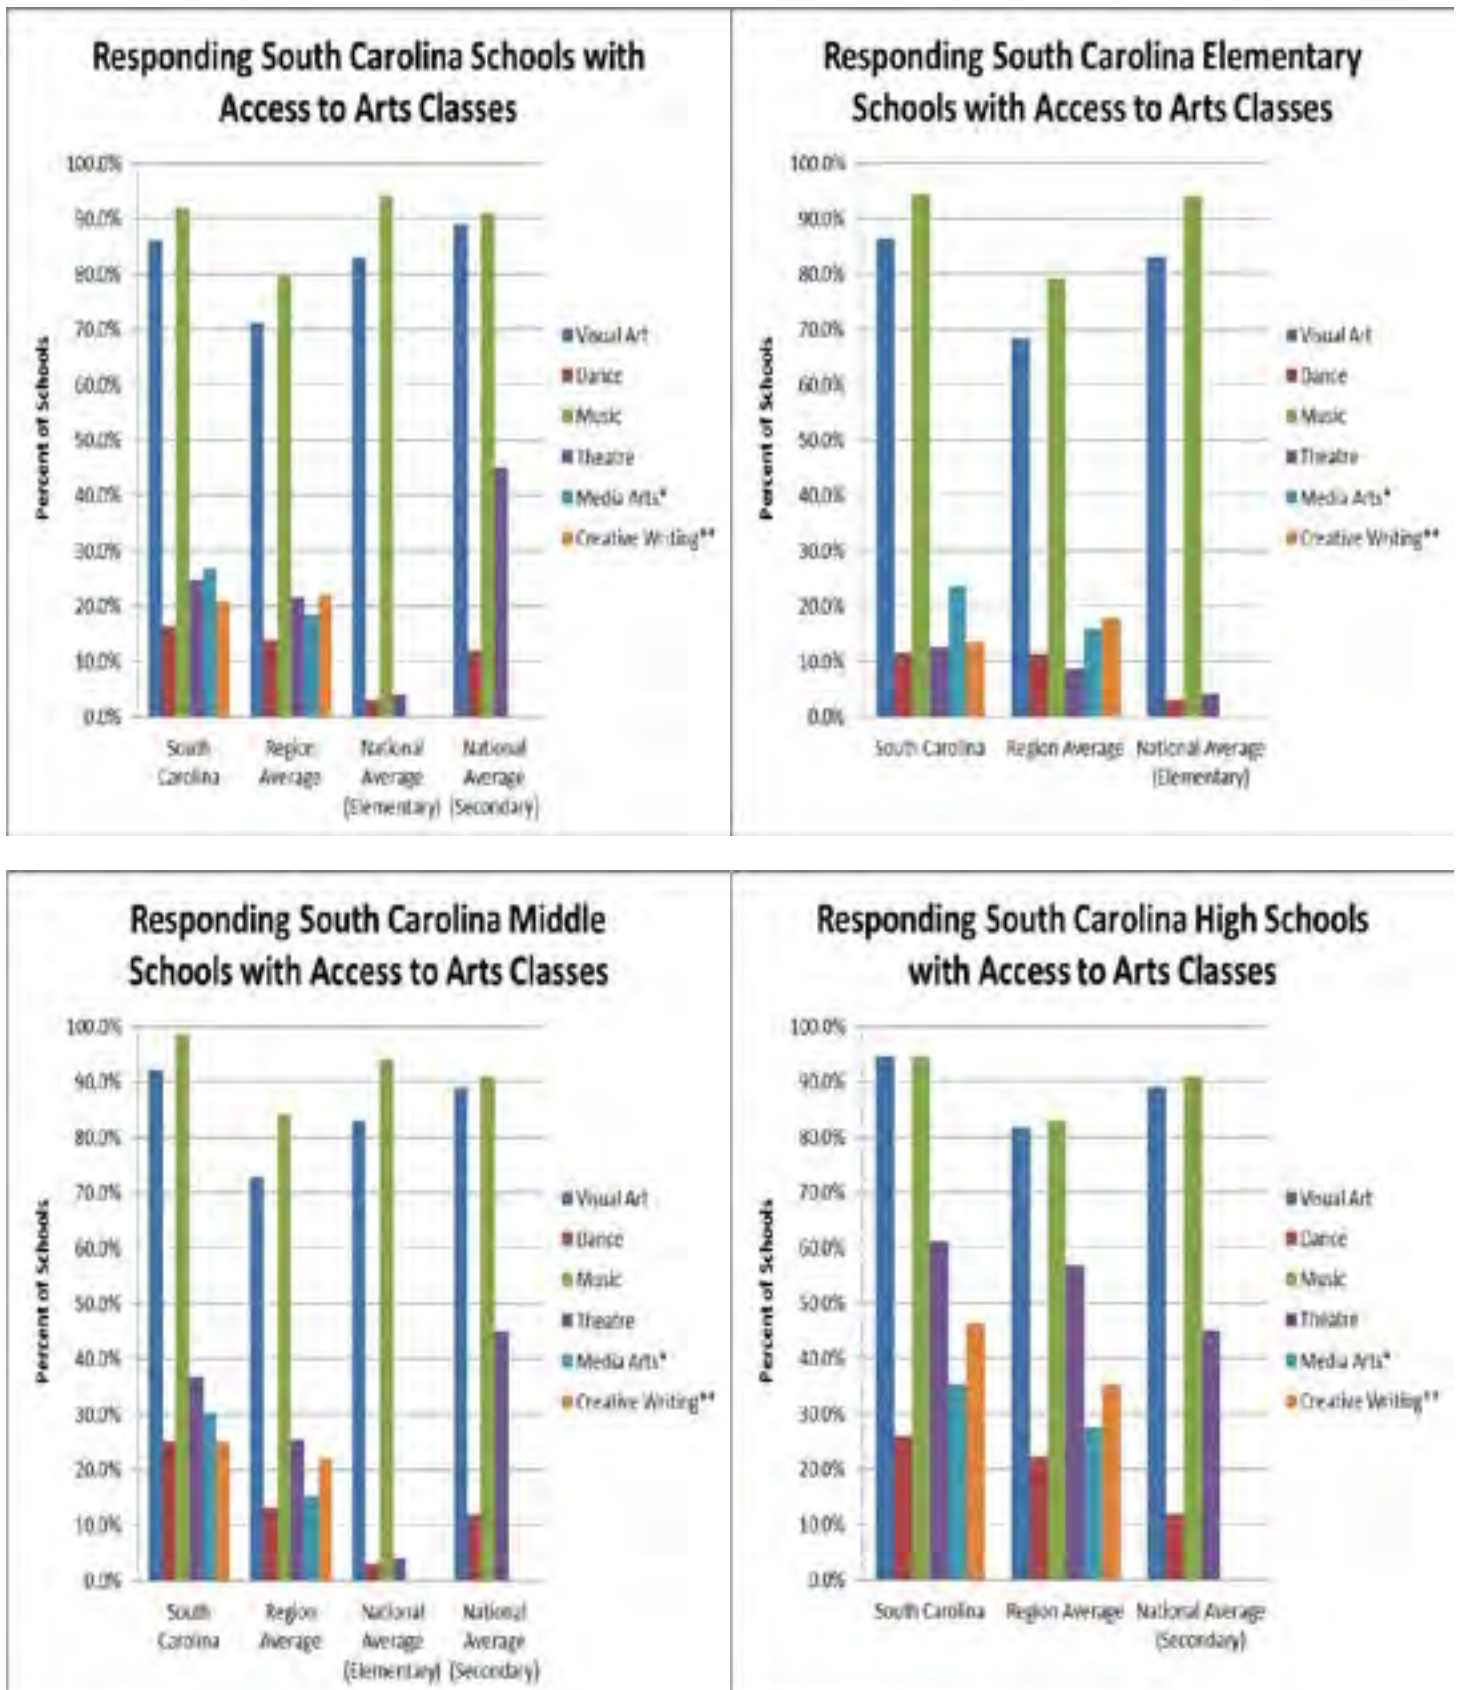 Responding South Carolina Schools with
Access to Arts Classes
100.0%
90.0%
80.0%
70.0%
60.0%
50.0%
40.0%
30.0%
20.0%
10.0%
0.0%
Percent of Schools
South
Carolina
Region
Average
National
Average
(Elementary)
National
Average
(Secondary)
Visual Art
Dance
Music
Theatre
Media Arts*
Creative Writing**
Responding South Carolina Elementary
Schools with Access to Arts Classes
100.0%
90.0%
80.0%
70.0%
60.0%
50.0%
40.0%
30.0%
20.0%
10.0%
0.0%
Percent of Schools
South Carolina
Region Average
National Average
(Elementary)
Visual Art
Dance
Music
Theatre
Media Arts*
Creative Writing**
Responding South Carolina Middle
Schools with Access to Arts Classes
100.0%
90.0%
80.0%
70.0%
60.0%
50.0%
40.0%
30.0%
20.0%
10.0%
0.0%
Percent of Schools
South
Carolina
Region
Average
National
Average
(Elementary)
National
Average
(Secondary)
Visual Art
Dance
Music
Theatre
Media Arts*
Creative Writing**
Responding South Carolina High Schools
with Access to Arts Classes
100.0%
90.0%
80.0%
70.0%
60.0%
50.0%
40.0%
30.0%
20.0%
10.0%
0.0%
Percent of Schools
South Carolina
Region Average
National Average
(Secondary)
Visual Art
Dance
Music
Theatre
Media Arts*
Creative Writing**